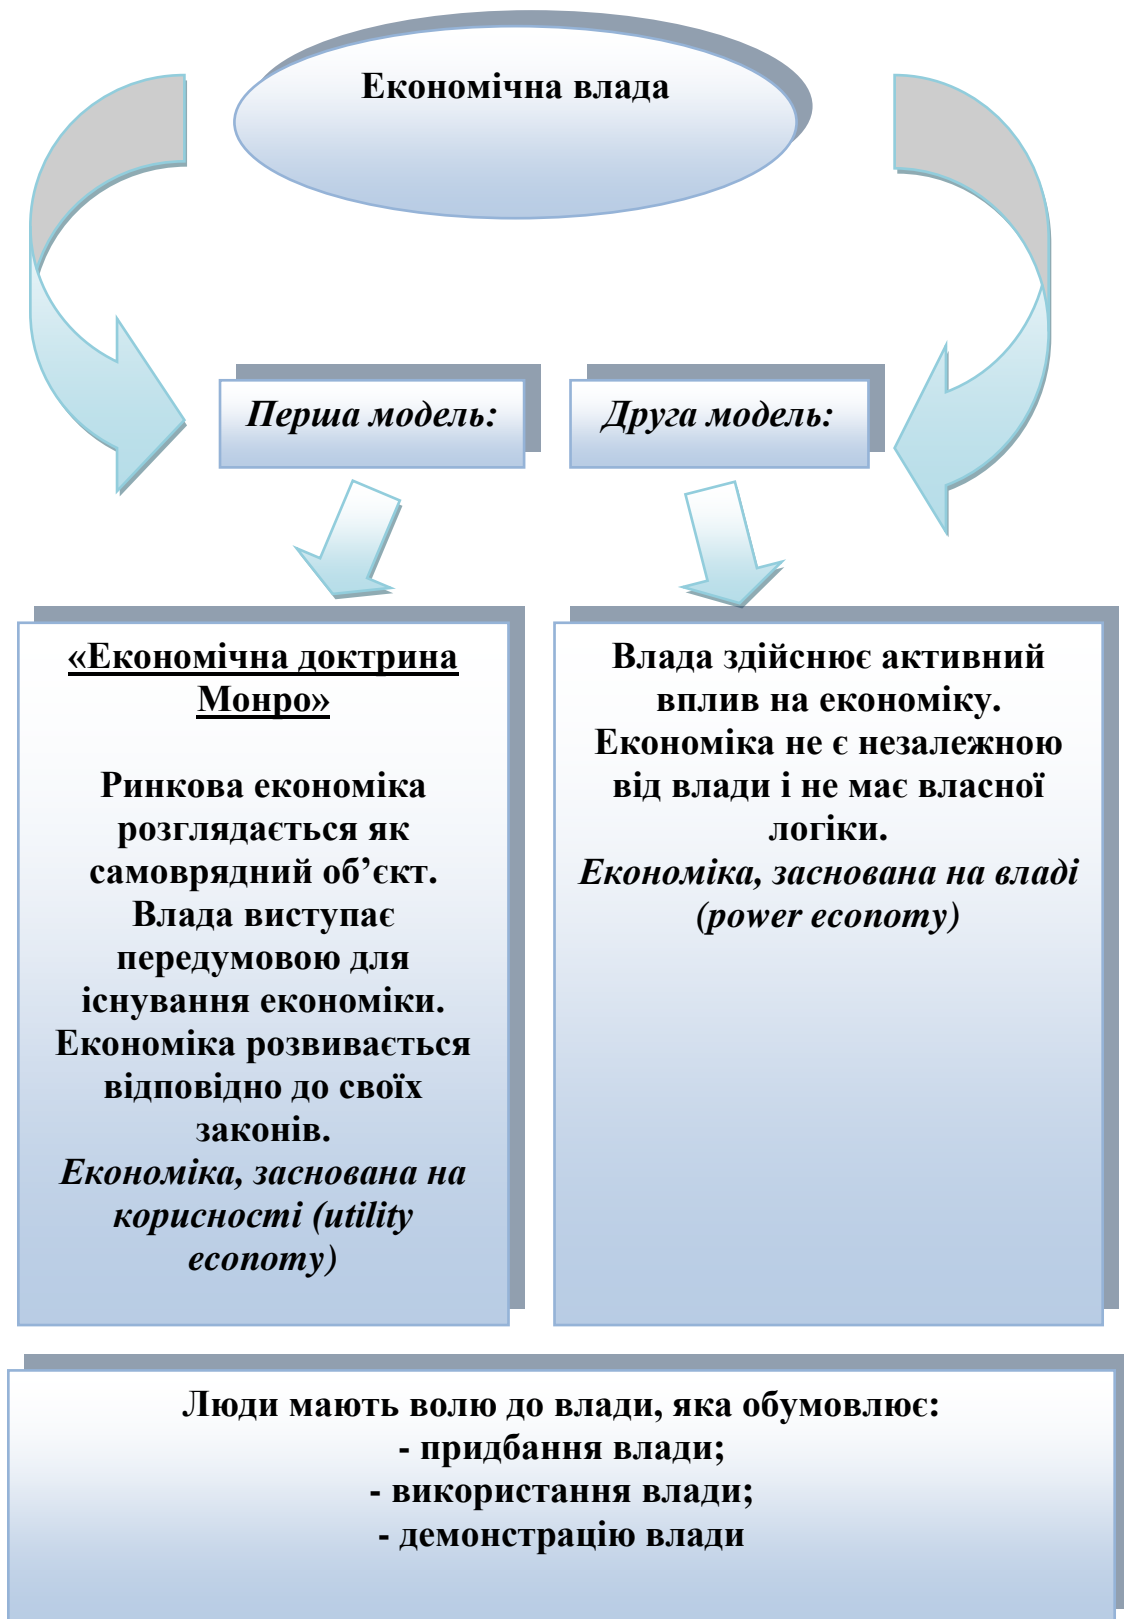 Економічна влада
Перша модель:
Друга модель:
«Економічна доктрина
Монро»
Ринкова економіка
розглядається як
самоврядний об’єкт.
Влада виступає
передумовою для
існування економіки.
Економіка розвивається
відповідно до своїх
законів.
Економіка, заснована на
корисності (utility
economy)
Влада здійснює активний
вплив на економіку.
Економіка не є незалежною
від влади і не має власної
логіки.
Економіка, заснована на владі
(power economy)
Люди мають волю до влади, яка обумовлює:
- придбання влади;
- використання влади;
- демонстрацію влади